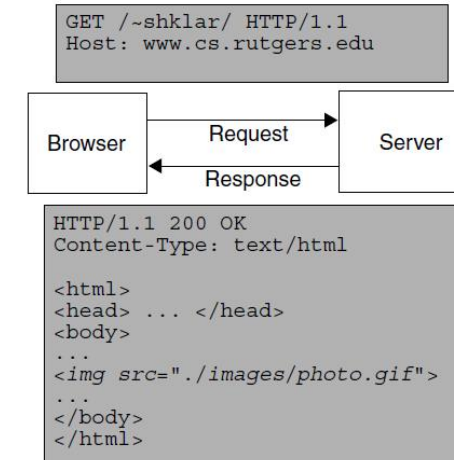 GET /~shklar/ HTTP/1.1
Host: www.cs.rutgers.edu
Browser
Request
Server
Response
HTTP/1.1 200 OK
Content-Type: text/html
<html>
<head> ... </head>
<body>
...
<img src="./images/photo.gif">
...
</body>
</html>